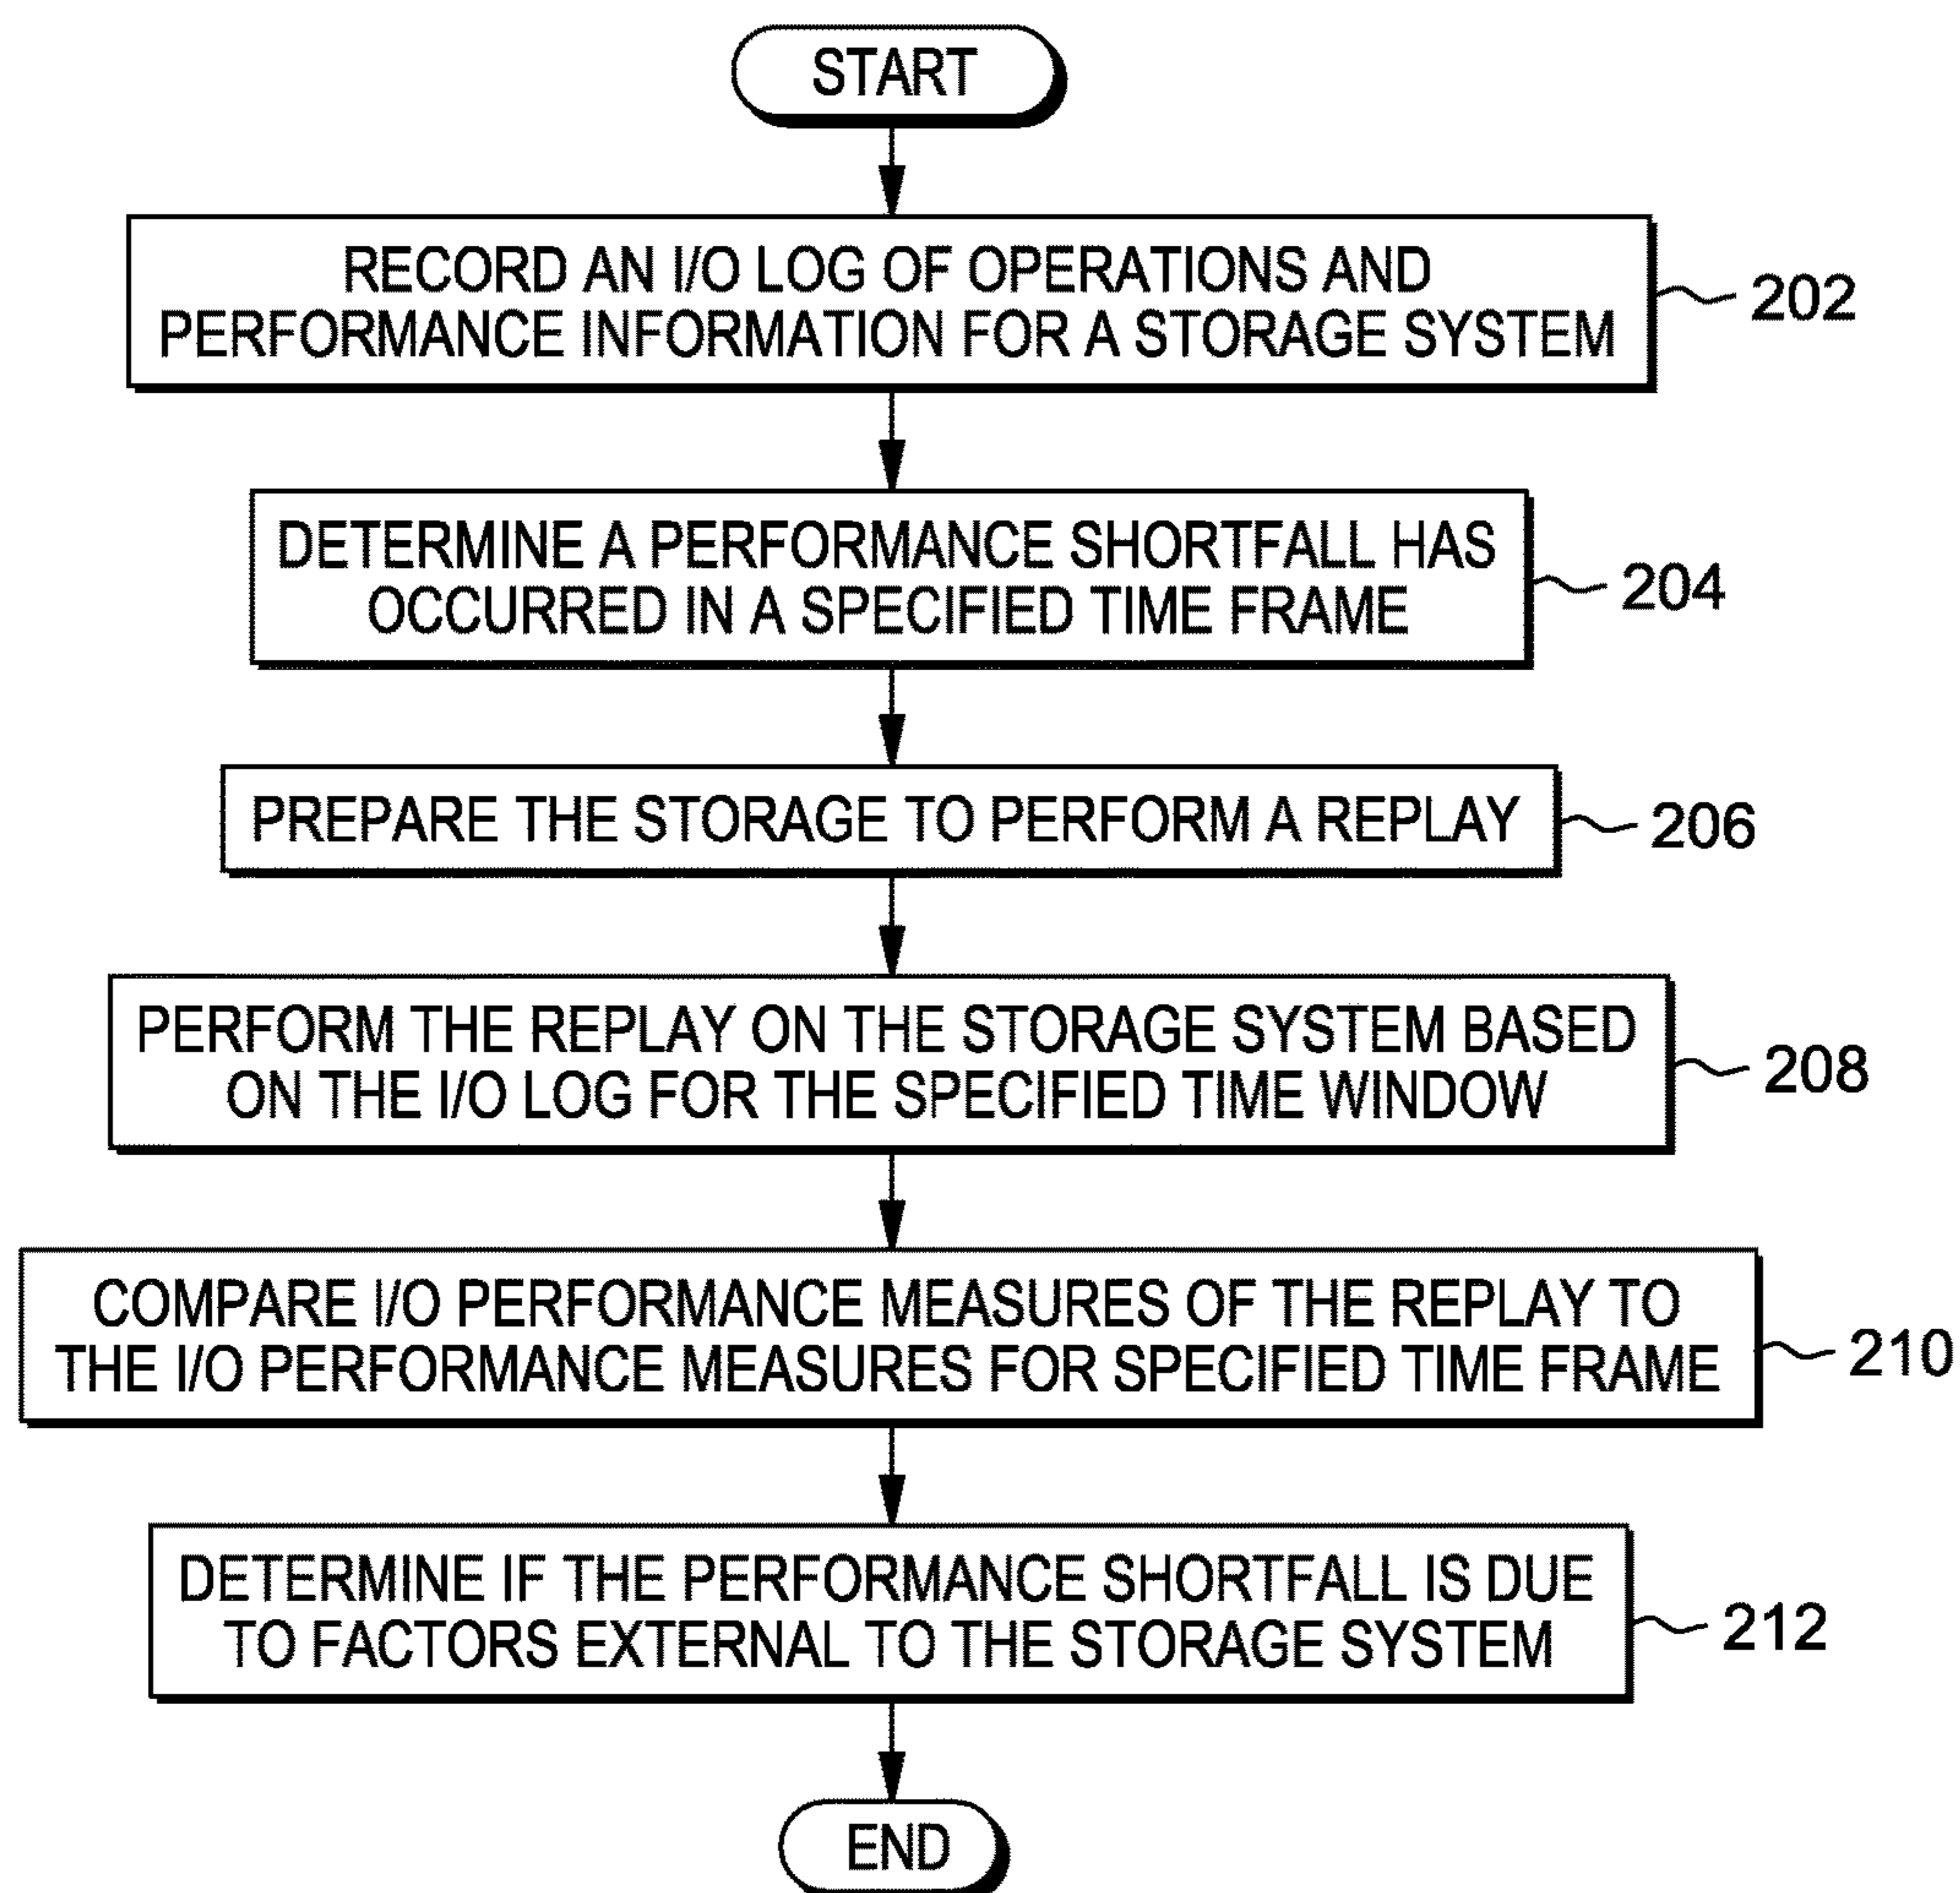 START
RECORD AN I/O LOG OF OPERATIONS AND
PERFORMANCE INFORMATION FOR A STORAGE SYSTEM
202
DETERMINE A PERFORMANCE SHORTFALL HAS
OCCURRED IN A SPECIFIED TIME FRAME
204
PREPARE THE STORAGE TO PERFORM A REPLAY
206
PERFORM THE REPLAY ON THE STORAGE SYSTEM BASED
ON THE I/O LOG FOR THE SPECIFIED TIME WINDOW
208
COMPARE I/O PERFORMANCE MEASURES OF THE REPLAY TO
THE I/O PERFORMANCE MEASURES FOR SPECIFIED TIME FRAME
210
DETERMINE IF THE PERFORMANCE SHORTFALL IS DUE
TO FACTORS EXTERNAL TO THE STORAGE SYSTEM
212
END